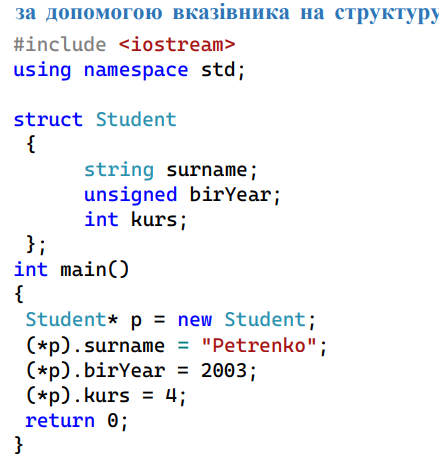 за допомогою вказівника на структуру
#include <iostream>
using namespace std;
struct Student
{
string surname;
unsigned birYear;
int kurs;
};
int main()
{
Student* p = new Student;
(*p).surname = "Petrenko";
(*p).birYear = 2003;
(*p).kurs = 4;
return 0;
}